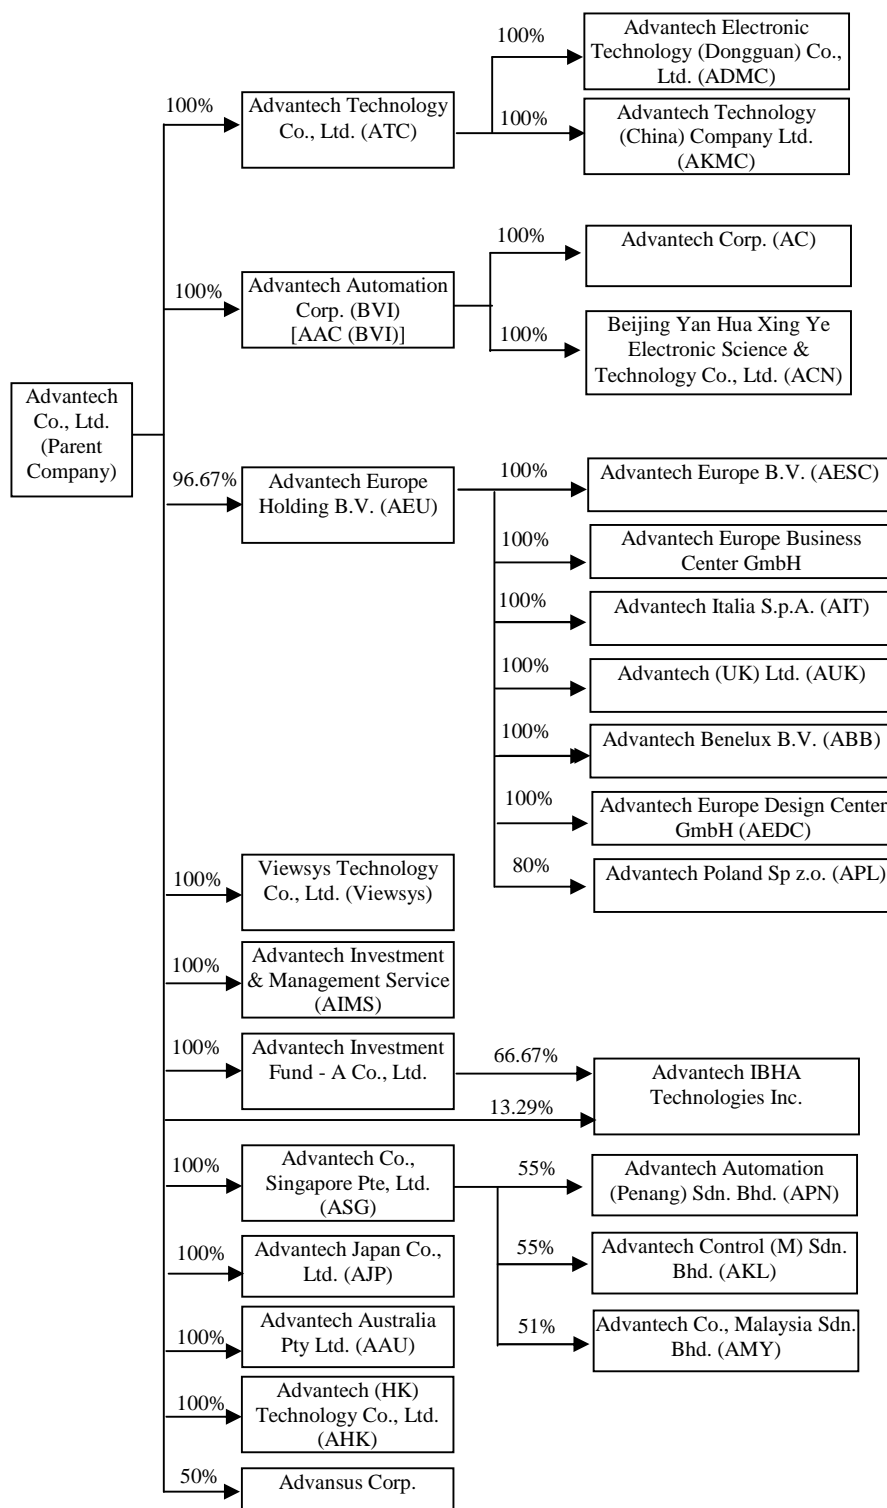 100%
Advantech Electronic
Technology (Dongguan) Co.,
Ltd. (ADMC)
100%
Advantech Technology
Co., Ltd. (ATC)
100%
Advantech Technology
(China) Company Ltd.
(AKMC)
100%
Advantech Corp. (AC)
100%
Advantech Automation
Corp. (BVI)
[AAC (BVI)]
100%
Beijing Yan Hua Xing Ye
Electronic Science &
Technology Co., Ltd. (ACN)
Advantech
Co., Ltd.
(Parent
Company)
96.67%
Advantech Europe
Holding B.V. (AEU)
100%
Advantech Europe B.V. (AESC)
100%
Advantech Europe Business
Center GmbH
100%
Advantech Italia S.p.A. (AIT)
100%
Advantech (UK) Ltd. (AUK)
100%
Advantech Benelux B.V. (ABB)
100%
Advantech Europe Design Center
GmbH (AEDC)
80%
Advantech Poland Sp z.o. (APL)
100%
Viewsys Technology
Co., Ltd. (Viewsys)
100%
Advantech Investment
& Management Service
(AIMS)
100%
Advantech Investment
Fund - A Co., Ltd.
66.67%
13.29%
Advantech IBHA
Technologies Inc.
100%
Advantech Co.,
Singapore Pte, Ltd.
(ASG)
55%
Advantech Automation
(Penang) Sdn. Bhd. (APN)
55%
Advantech Control (M) Sdn.
Bhd. (AKL)
51%
Advantech Co., Malaysia Sdn.
Bhd. (AMY)
100%
Advantech Japan Co.,
Ltd. (AJP)
100%
Advantech Australia
Pty Ltd. (AAU)
100%
Advantech (HK)
Technology Co., Ltd.
(AHK)
50%
Advansus Corp.